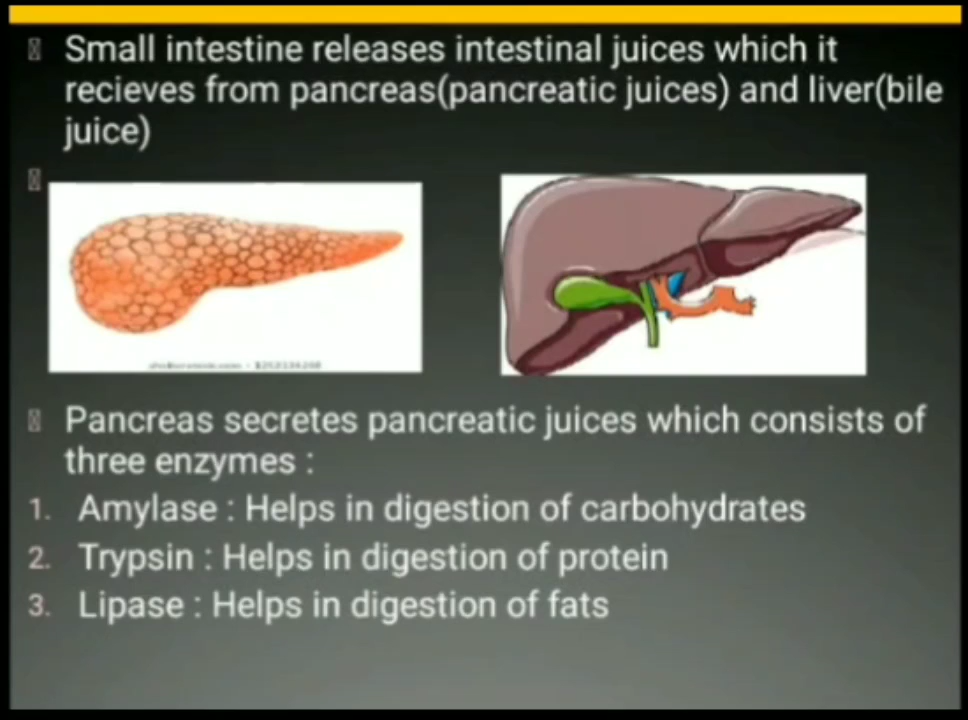 Small intestine releases intestinal juices which it
recieves from pancreas(pancreatic juices) and liver(bile
juice)
Pancreas secretes pancreatic juices which consists of
three enzymes :
1. Amylase : Helps in digestion of carbohydrates
2. Trypsin : Helps in digestion of protein
3. Lipase : Helps in digestion of fats